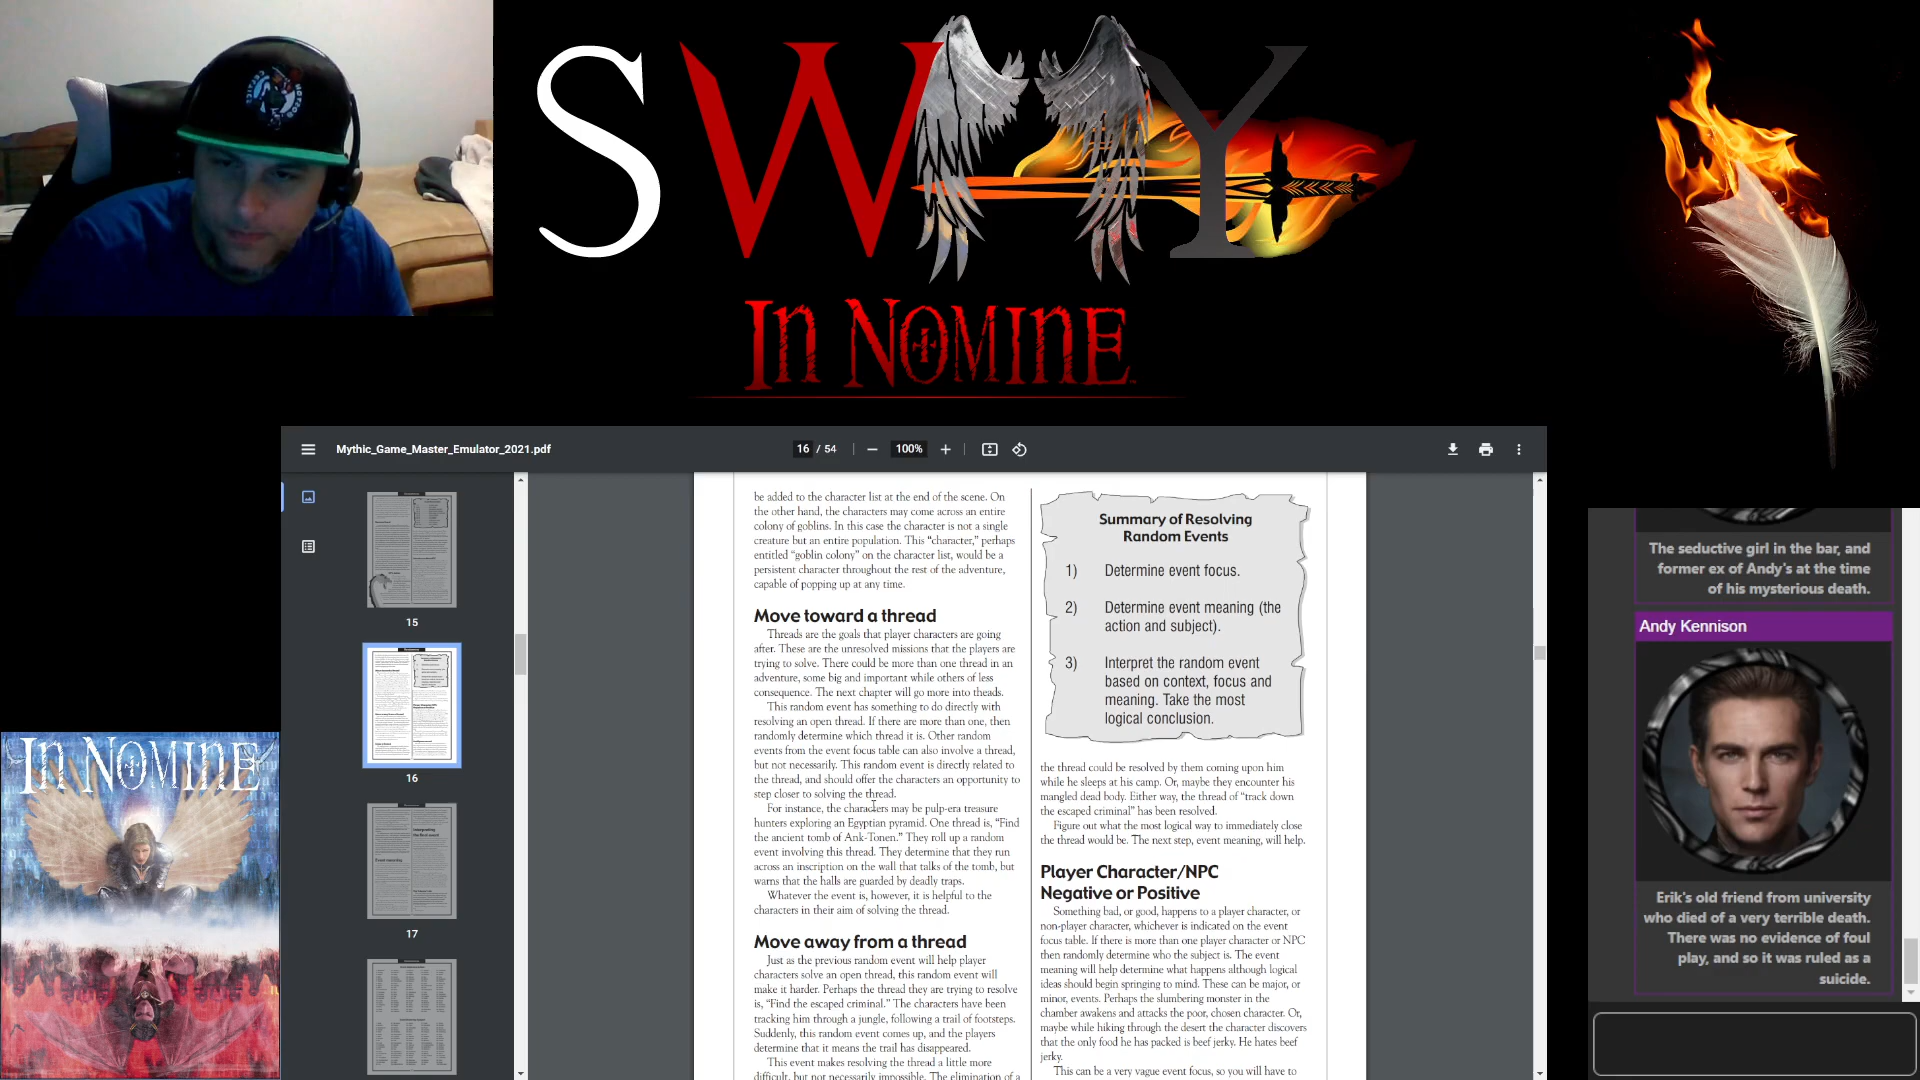 SWAY
IN NOMINE
Mythic_Game_Master_Emulator_2021.pdf
16 / 54
100%
15
16
17
be added to the character list at the end of the scene. On
the other hand, the characters may come across an entire
colony of goblins. In this case the character is not a single
creature but an entire population. This “character,” perhaps
entitled “goblin colony” on the character list, would be a
persistent character throughout the rest of the adventure,
capable of popping up at any time.
Move toward a thread
Threads are the goals that player characters are going
after. These are the unresolved missions that the players are
trying to solve. There could be more than one thread in an
adventure, some big and important while others of less
consequence. The next chapter will go more into theads.
This random event has something to do directly with
resolving an open thread. If there are more than one, then
randomly determine which thread it is. Other random
events from the event focus table can also involve a thread,
but not necessarily. This random event is directly related to
the thread, and should offer the characters an opportunity to
step closer to solving the thread.
For instance, the characters may be pulp-era treasure
hunters exploring an Egyptian pyramid. One thread is, “Find
the ancient tomb of Ank-Tonen.” They roll up a random
event involving this thread. They determine that they run
across an inscription on the wall that talks of the tomb, but
warns that the halls are guarded by deadly traps.
Whatever the event is, however, it is helpful to the
characters in their aim of solving the thread.
Move away from a thread
Just as the previous random event will help player
characters solve an open thread, this random event will
make it harder. Perhaps the thread they are trying to resolve
is, “Find the escaped criminal.” The characters have been
tracking him through a jungle, following a trail of footsteps.
Suddenly, this random event comes up, and the players
determine that it means the trail has disappeared.
This event makes resolving the thread a little more
difficult, but not necessarily impossible. The elimination of a
Summary of Resolving
Random Events
1) Determine event focus.
2) Determine event meaning (the
action and subject).
3) Interpret the random event
based on context, focus and
meaning. Take the most
logical conclusion.
the thread could be resolved by them coming upon him
while he sleeps at his camp. Or, maybe they encounter his
mangled dead body. Either way, the thread of “track down
the escaped criminal” has been resolved.
Figure out what the most logical way to immediately close
the thread would be. The next step, event meaning, will help.
Player Character/NPC
Negative or Positive
Something bad, or good, happens to a player character, or
non-player character, whichever is indicated on the event
focus table. If there is more than one player character or NPC
then randomly determine who the subject is. The event
meaning will help determine what happens although logical
ideas should begin springing to mind. These can be major, or
minor, events. Perhaps the slumbering monster in the
chamber awakens and attacks the poor, chosen character. Or,
maybe while hiking through the desert the character discovers
that the only food he has packed is beef jerky. He hates beef
jerky.
This can be a very vague event focus, so you will have to
The seductive girl in the bar, and
former ex of Andy's at the time
of his mysterious death.
Andy Kennison
Erik's old friend from university
who died of a very terrible death.
There was no evidence of foul
play, and so it was ruled as a
suicide.
IN NOMINE